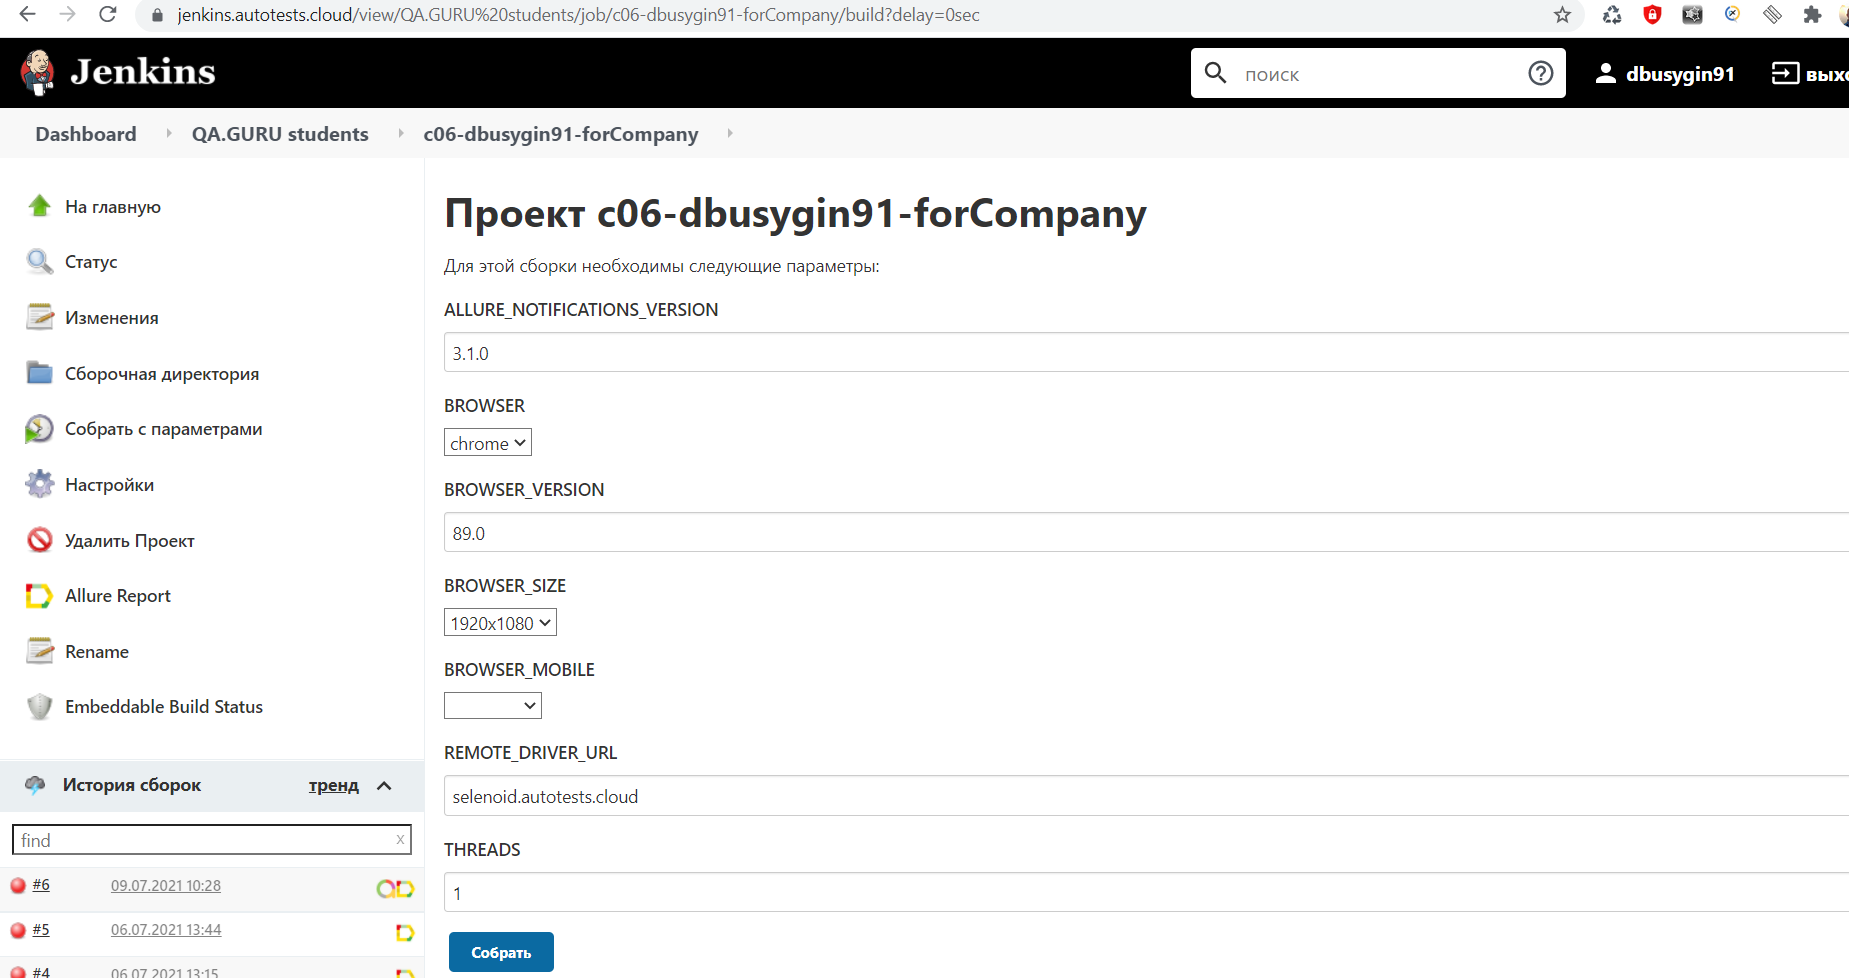 jenkins.autotests.cloud/view/QA.GURU%20students/job/c06-dbusygin91-forCompany/build?delay=0sec
Jenkins
поиск
dbusygin91
Dashboard
QA.GURU students
c06-dbusygin91-forCompany
На главную
Статус
Изменения
Сборочная директория
Собрать с параметрами
Настройки
Удалить Проект
Allure Report
Rename
Embeddable Build Status
История сборок
тренд
find
x
#6
09.07.2021 10:28
#5
06.07.2021 13:44
#4
06.07.2021 13:15
Проект c06-dbusygin91-forCompany
Для этой сборки необходимы следующие параметры:
ALLURE_NOTIFICATIONS_VERSION
3.1.0
BROWSER
chrome
BROWSER_VERSION
89.0
BROWSER_SIZE
1920x1080
BROWSER_MOBILE
REMOTE_DRIVER_URL
selenoid.autotests.cloud
THREADS
1
Собрать